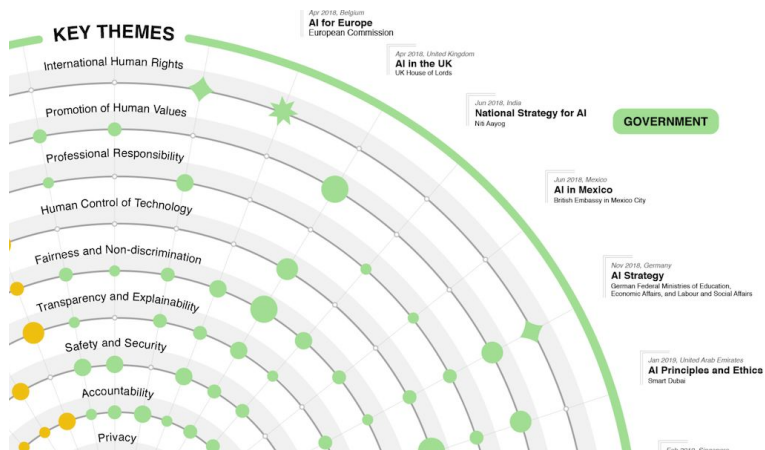 KEY THEMES
International Human Rights
Promotion of Human Values
Professional Responsibility
Human Control of Technology
Fairness and Non-discrimination
Transparency and Explainability
Safety and Security
Accountability
Privacy
Apr 2018, Belgium
AI for Europe
European Commission
Apr 2018, United Kingdom
AI in the UK
UK House of Lords
Jun 2018, India
National Strategy for AI
Niti Aayog
GOVERNMENT
Jun 2018, Mexico
AI in Mexico
British Embassy in Mexico City
Nov 2018, Germany
AI Strategy
German Federal Ministries of Education,
Economic Affairs, and Labour and Social Affairs
Jan 2019, United Arab Emirates
AI Principles and Ethics
Smart Dubai